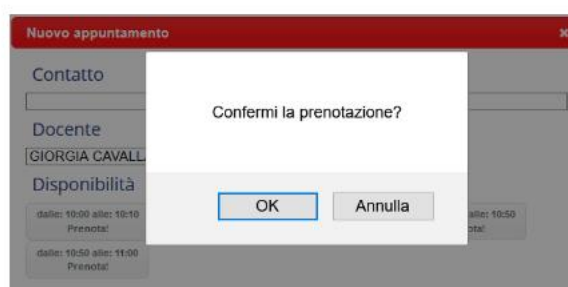 Nuovo appuntamento
Contatto
Confermi la prenotazione?
Docente
GIORGIA CAVALL
Disponibilità
OK Annulla
dalle: 10:00 alle: 10:10 alle: 10:50
Prenota!
dalle: 10:50 alle: 11:00
Prenota!